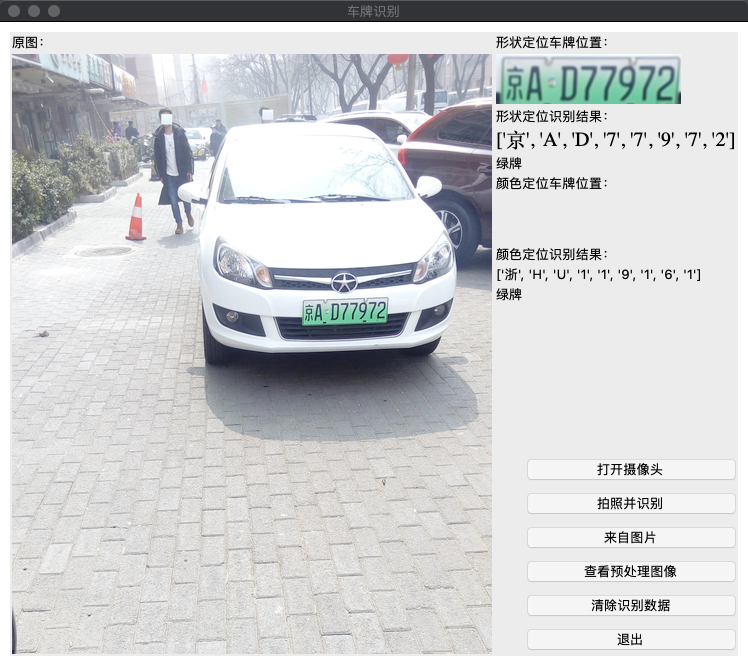 车牌识别
原图:
京A·D77972
形状定位车牌位置:
京A·D77972
形状定位识别结果:
['京', 'A', 'D', '7', '7', '9', '7', '2']
绿牌
颜色定位车牌位置:
颜色定位识别结果:
['浙', 'H', 'U', '1', '1', '9', '1', '6', '1']
绿牌
打开摄像头
拍照并识别
来自图片
查看预处理图像
清除识别数据
退出